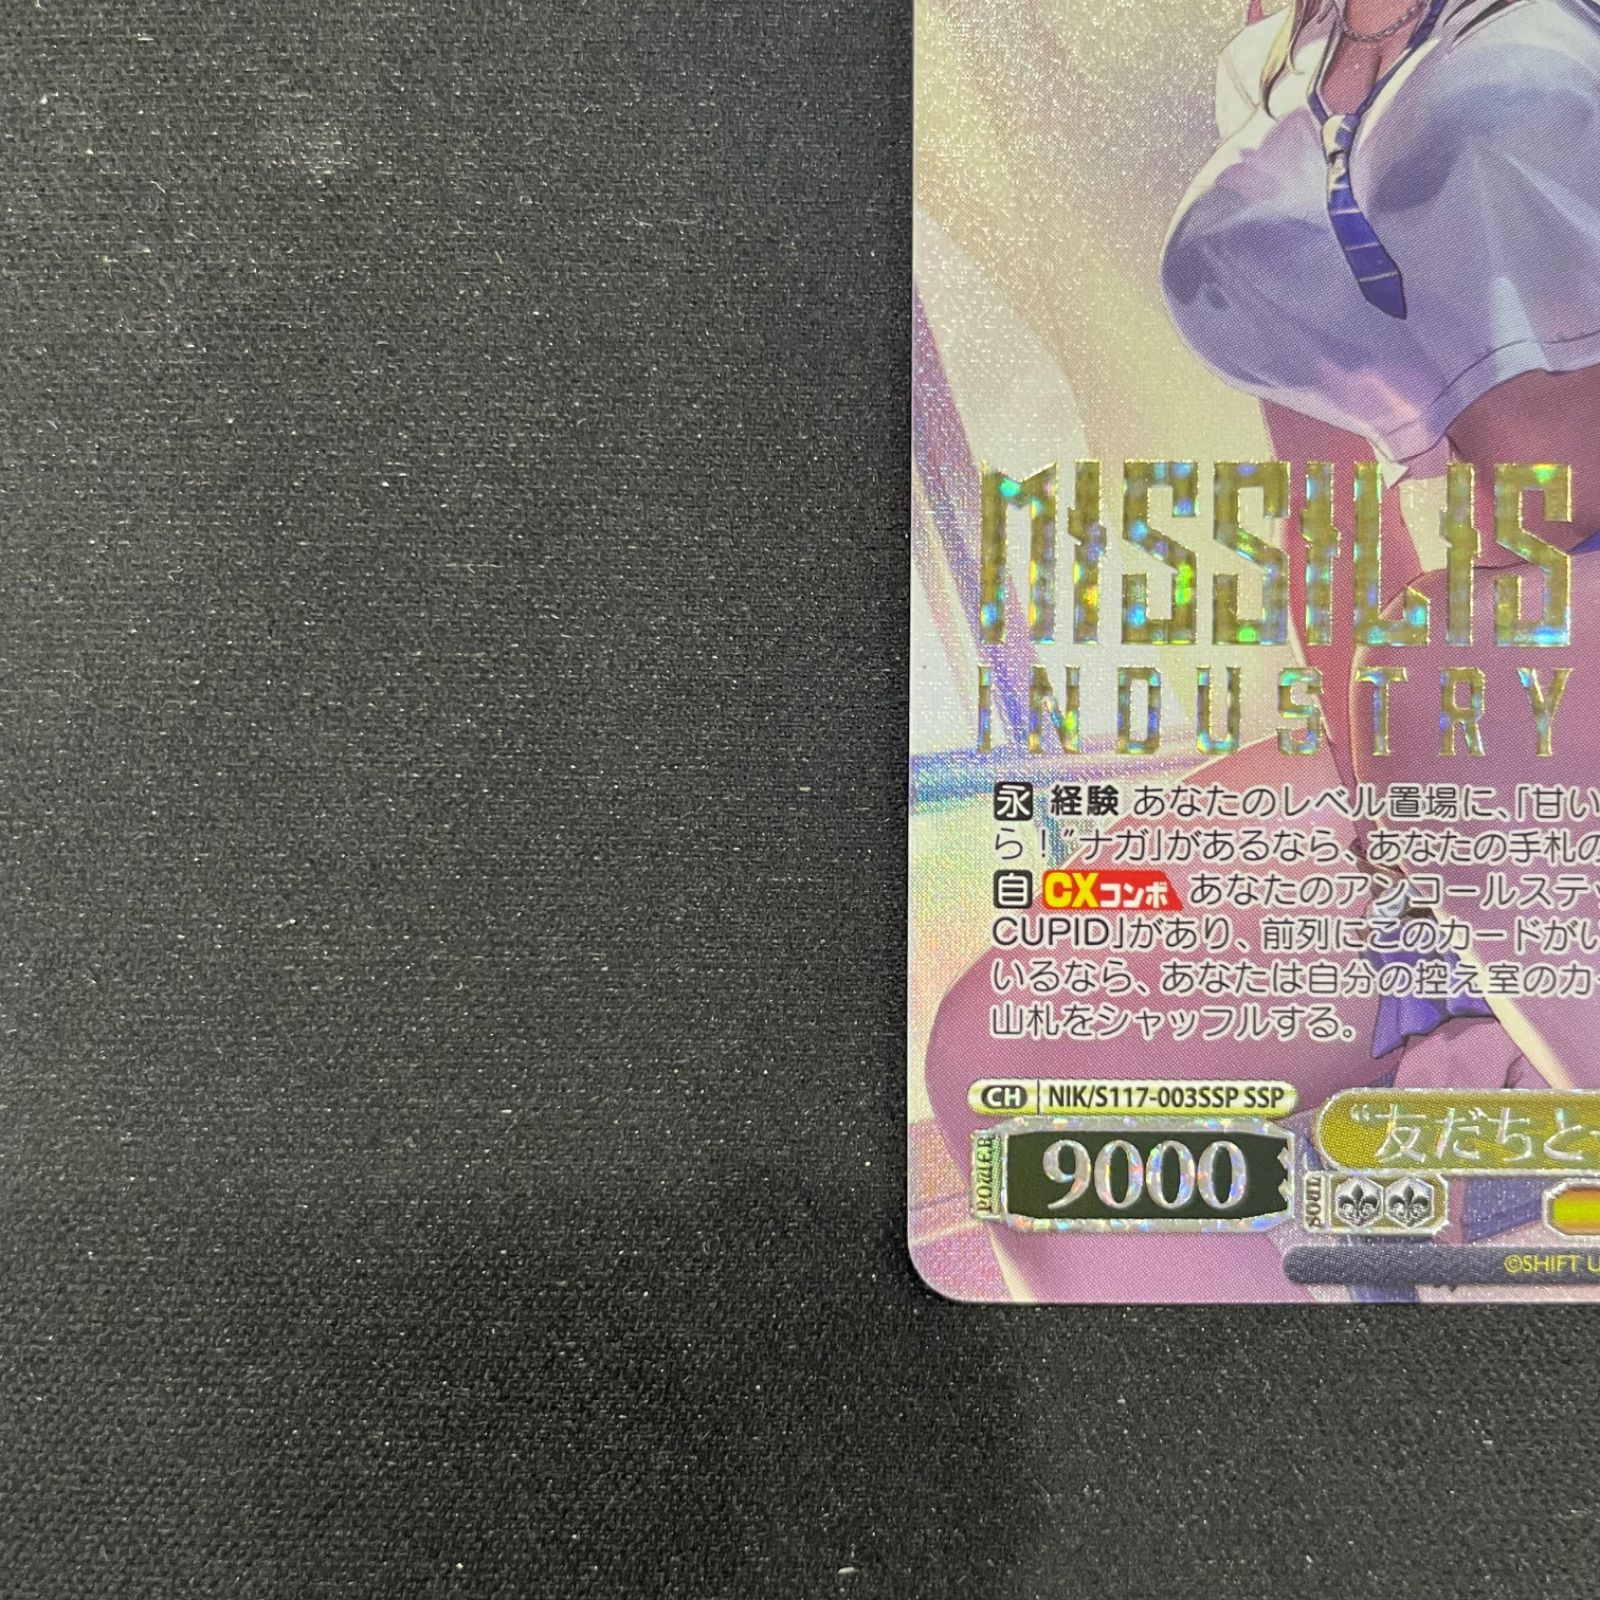 MISSILIS
INDUSTRY
永 経験 あなたのレベル置場に、「甘い
ら！“ナガ」があるなら、あなたの手札の
自 CXコンボ あなたのアンコールステッ
CUPID」があり、前列にこのカードがい
いるなら、あなたは自分の控え室のカー
山札をシャッフルする。
CH NIK/S117-003SSP SSP
“友だちと
POWER 9000
SOUL
©SHIFT U